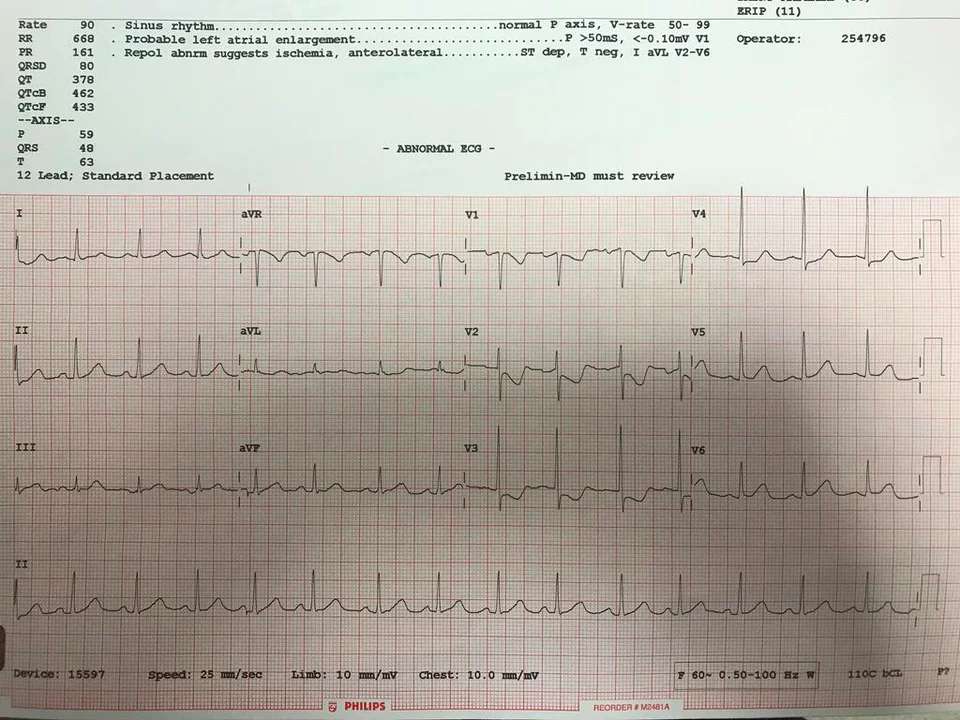 ERIP (11)
Rate 90 . Sinus rhythm.......................................normal P axis, V-rate 50- 99
RR 668 . Probable left atrial enlargement.............................P >50mS, <-0.10mV V1
Operator: 254796
PR 161 . Repol abnrm suggests ischemia, anterolateral...........ST dep, T neg, I aVL V2-V6
QRSD 80
QT 378
QTcB 462
QTcF 433
--AXIS--
P 59
QRS 48
- ABNORMAL ECG -
T 63
12 Lead; Standard Placement
Prelimin-MD must review
I aVR V1 V4
II aVL V2 V5
III aVF V3 V6
II
Device: 15597 Speed: 25 mm/sec Limb: 10 mm/mV Chest: 10.0 mm/mV F 60~ 0.50-100 Hz W 110C bCL P?
PHILIPS REORDER # M2481A